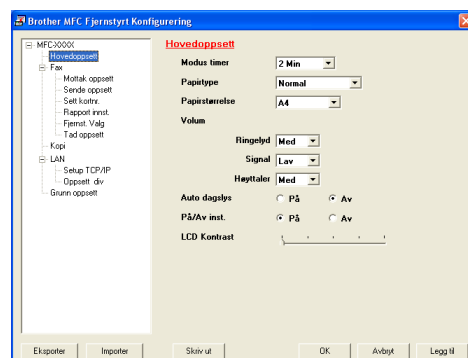 Brother MFC Fjernstyrt Konfigurering
MFC-XXXX
Hovedoppsett
Fax
Mottak oppsett
Sende oppsett
Sett kortnr.
Rapport innst.
Fjernst. Valg
Tad oppsett
Kopi
LAN
Setup TCP/IP
Oppsett div
Grunn oppsett
Hovedoppsett
Modus timer 2 Min
Papirtype Normal
Papirstørrelse A4
Volum
Ringelyd Med
Signal Lav
Høyttaler Med
Auto dagslys På Av
På/Av inst. På Av
LCD Kontrast
Eksporter Importer Skriv ut OK Avbryt Legg til